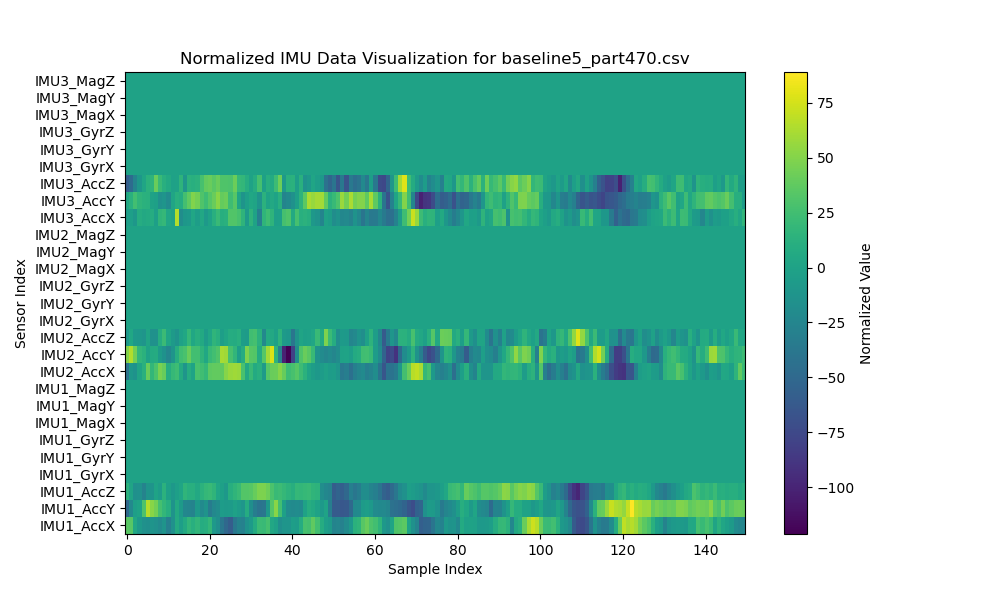 Normalized IMU Data Visualization for baseline5_part470.csv
IMU3_MagZ
IMU3_MagY
IMU3_MagX
IMU3_GyrZ
IMU3_GyrY
IMU3_GyrX
IMU3_AccZ
IMU3_AccY
IMU3_AccX
IMU2_MagZ
IMU2_MagY
IMU2_MagX
IMU2_GyrZ
IMU2_GyrY
IMU2_GyrX
IMU2_AccZ
IMU2_AccY
IMU2_AccX
IMU1_MagZ
IMU1_MagY
IMU1_MagX
IMU1_GyrZ
IMU1_GyrY
IMU1_GyrX
IMU1_AccZ
IMU1_AccY
IMU1_AccX
Sensor Index
0 20 40 60 80 100 120 140
Sample Index
75
50
25
0
−25
−50
−75
−100
Normalized Value